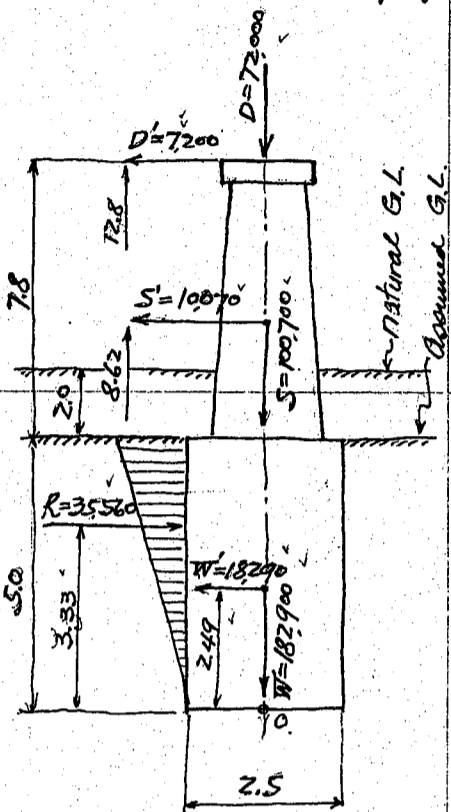 D=72,000
D'=7,200
12.8
7.8
S'=10,070
8.62
S=100,700
2.0
Natural G.L.
Assumed G.L.
R=35,560
5.0
3.33
W'=18,290
2.49
W=182,900
O.
2.5